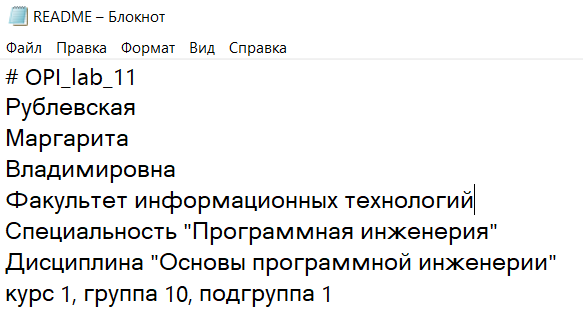 README – Блокнот
Файл Правка Формат Вид Справка
# OPI_lab_11
Рублевская
Маргарита
Владимировна
Факультет информационных технологий
Специальность "Программная инженерия"
Дисциплина "Основы программной инженерии"
курс 1, группа 10, подгруппа 1